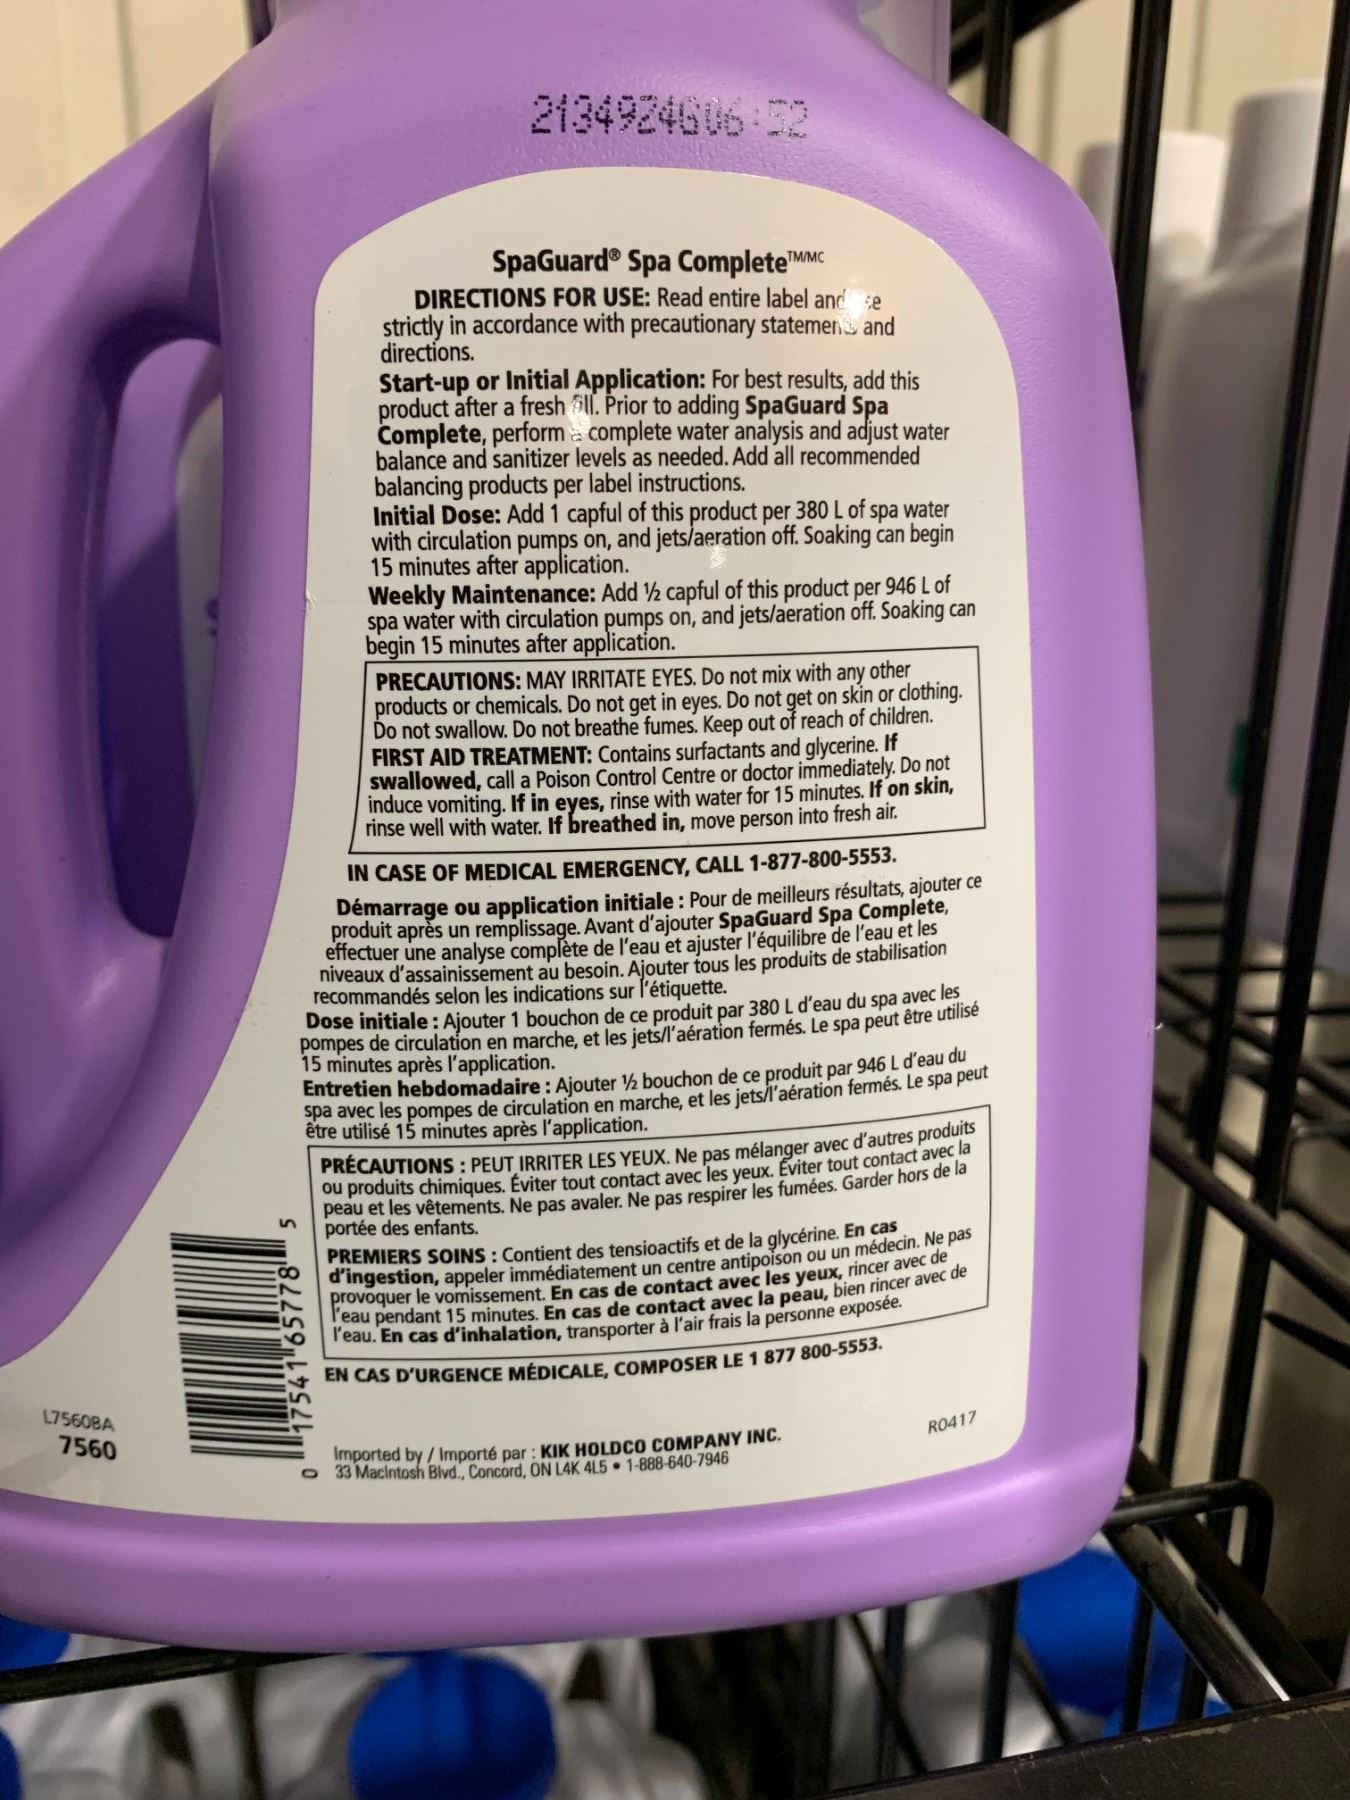 2134924G06:52
SpaGuard® Spa Complete™/MC
DIRECTIONS FOR USE: Read entire label and
strictly in accordance with precautionary statements and
directions.
Start-up or Initial Application: For best results, add this
product after a fresh fill. Prior to adding SpaGuard Spa
Complete, perform a complete water analysis and adjust water
balance and sanitizer levels as needed. Add all recommended
balancing products per label instructions.
Initial Dose: Add 1 capful of this product per 380 L of spa water
with circulation pumps on, and jets/aeration off. Soaking can begin
15 minutes after application.
Weekly Maintenance: Add ½ capful of this product per 946 L of
spa water with circulation pumps on, and jets/aeration off. Soaking can
begin 15 minutes after application.
PRECAUTIONS: MAY IRRITATE EYES. Do not mix with any other
products or chemicals. Do not get in eyes. Do not get on skin or clothing.
Do not swallow. Do not breathe fumes. Keep out of reach of children.
FIRST AID TREATMENT: Contains surfactants and glycerine. If
swallowed, call a Poison Control Centre or doctor immediately. Do not
induce vomiting. If in eyes, rinse with water for 15 minutes. If on skin,
rinse well with water. If breathed in, move person into fresh air.
IN CASE OF MEDICAL EMERGENCY, CALL 1-877-800-5553.
Démarrage ou application initiale : Pour de meilleurs résultats, ajouter ce
produit après un remplissage. Avant d'ajouter SpaGuard Spa Complete,
effectuer une analyse complète de l'eau et ajuster l'équilibre de l'eau et les
niveaux d'assainissement au besoin. Ajouter tous les produits de stabilisation
recommandés selon les indications sur l'étiquette.
Dose initiale : Ajouter 1 bouchon de ce produit par 380 L d'eau du spa avec les
pompes de circulation en marche, et les jets/l'aération fermés. Le spa peut être utilisé
15 minutes après l'application.
Entretien hebdomadaire : Ajouter ½ bouchon de ce produit par 946 L d'eau du
spa avec les pompes de circulation en marche, et les jets/l'aération fermés. Le spa peut
être utilisé 15 minutes après l'application.
PRÉCAUTIONS : PEUT IRRITER LES YEUX. Ne pas mélanger avec d'autres produits
ou produits chimiques. Éviter tout contact avec les yeux. Éviter tout contact avec la
peau et les vêtements. Ne pas avaler. Ne pas respirer les fumées. Garder hors de la
portée des enfants.
PREMIERS SOINS : Contient des tensioactifs et de la glycérine. En cas
d'ingestion, appeler immédiatement un centre antipoison ou un médecin. Ne pas
provoquer le vomissement. En cas de contact avec les yeux, rincer avec de
l'eau pendant 15 minutes. En cas de contact avec la peau, bien rincer avec de
l'eau. En cas d'inhalation, transporter à l'air frais la personne exposée.
EN CAS D'URGENCE MÉDICALE, COMPOSER LE 1 877 800-5553.
0 17541 65778 5
L7560BA
7560
Imported by / Importé par : KIK HOLDCO COMPANY INC.
33 MacIntosh Blvd., Concord, ON L4K 4L5 • 1-888-640-7946
R0417